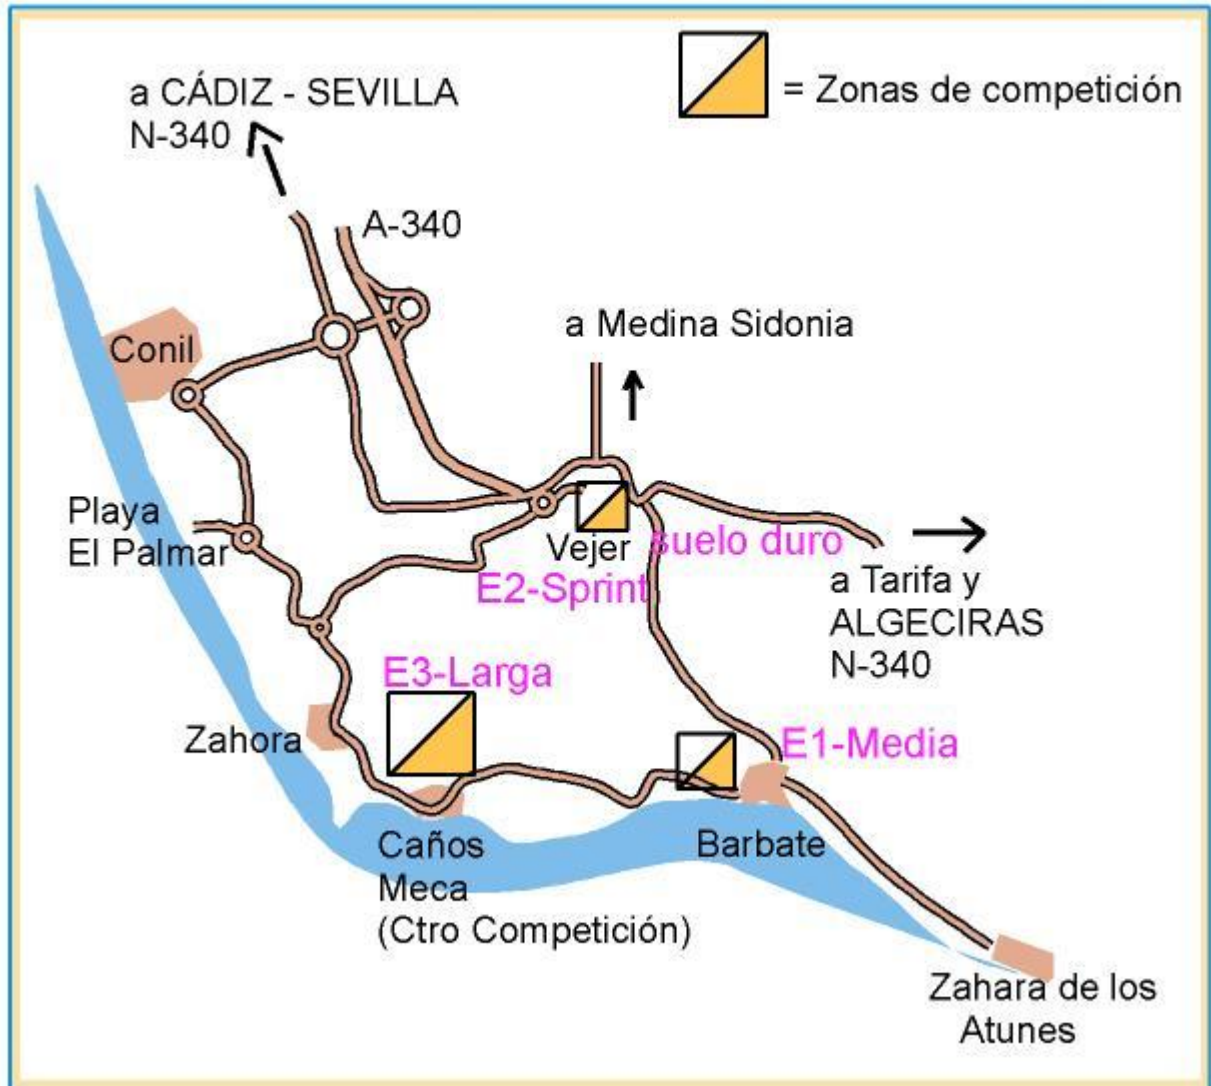 a CÁDIZ - SEVILLA
N-340
= Zonas de competición
A-340
a Medina Sidonia
Conil
Playa
El Palmar
Vejer
suelo duro
E2-Sprint
a Tarifa y
ALGECIRAS
N-340
E3-Larga
Zahora
E1-Media
Caños
Meca
(Ctro Competición)
Barbate
Zahara de los
Atunes